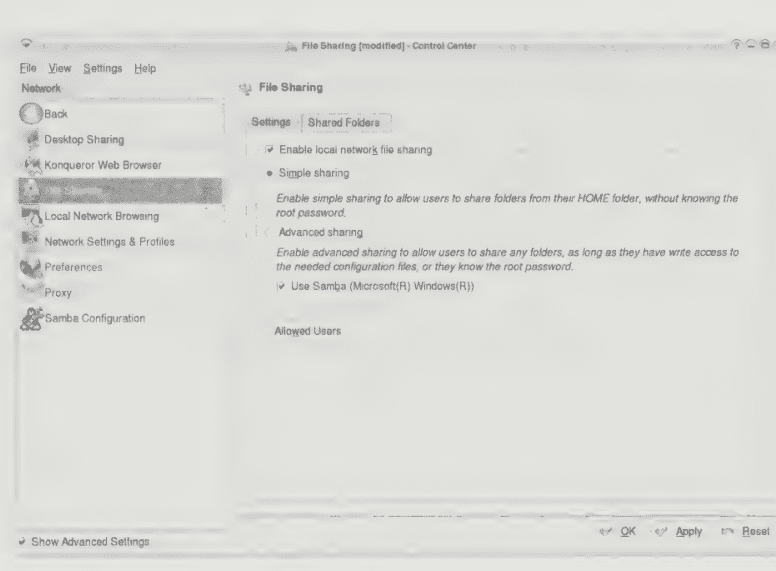 File Sharing [modified] - Control Center
File View Settings Help
Network
Back
Desktop Sharing
Konqueror Web Browser
Local Network Browsing
Network Settings & Profiles
Preferences
Proxy
Samba Configuration
Show Advanced Settings
File Sharing
Settings Shared Folders
Enable local network file sharing
Simple sharing
Enable simple sharing to allow users to share folders from their HOME folder, without knowing the
root password.
Advanced sharing
Enable advanced sharing to allow users to share any folders, as long as they have write access to
the needed configuration files, or they know the root password.
Use Samba (Microsoft(R) Windows(R))
Allowed Users
OK Apply Reset